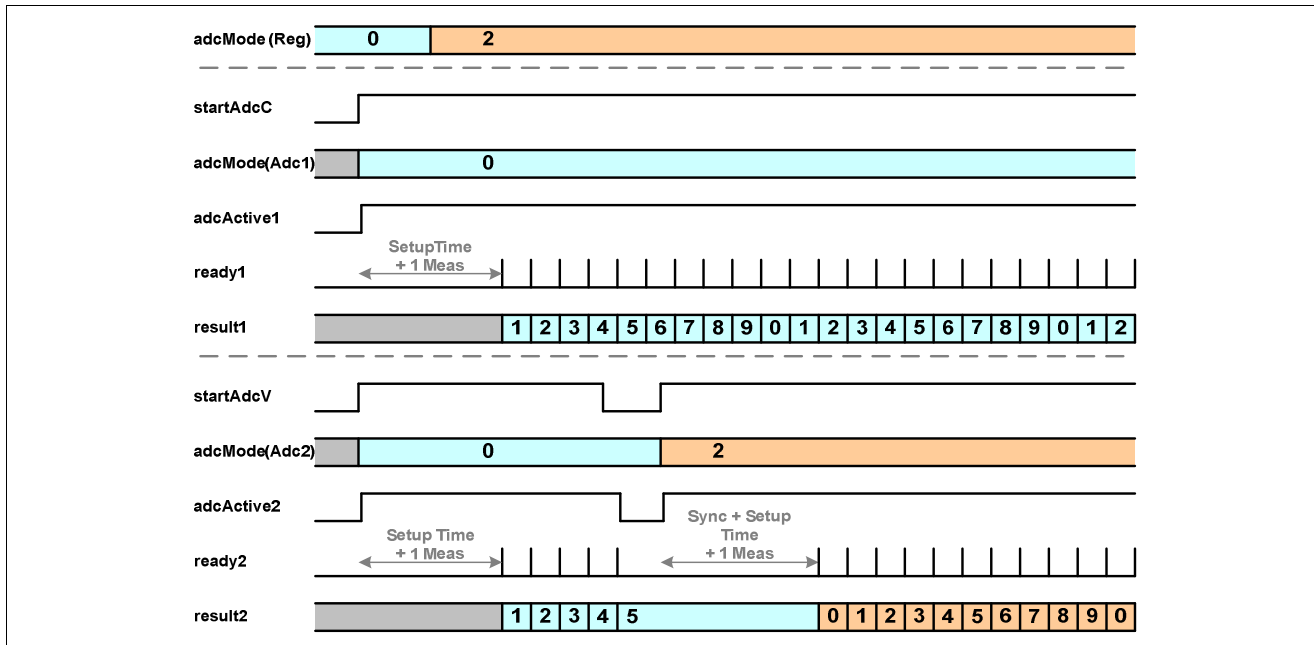 adcMode (Reg) 0 2
startAdcC
adcMode(Adc1) 0
adcActive1
SetupTime
+ 1 Meas
ready1
result1 1 2 3 4 5 6 7 8 9 0 1 2 3 4 5 6 7 8 9 0 1 2
startAdcV
adcMode(Adc2) 0 2
adcActive2
Setup Time
+ 1 Meas
Sync + Setup
Time
+ 1 Meas
ready2
result2 1 2 3 4 5 0 1 2 3 4 5 6 7 8 9 0